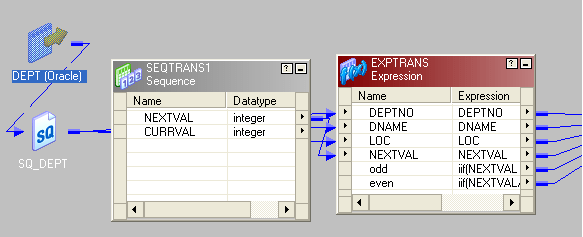 DEPT (Oracle)
SQ
SQ_DEPT
SEQTRANS1
Sequence
Name Datatype
NEXTVAL integer
CURRVAL integer
EXPTRANS
Expression
Name Expression
DEPTNO DEPTNO
DNAME DNAME
LOC LOC
NEXTVAL NEXTVAL
odd iif(NEXTVAL
even iif(NEXTVAL